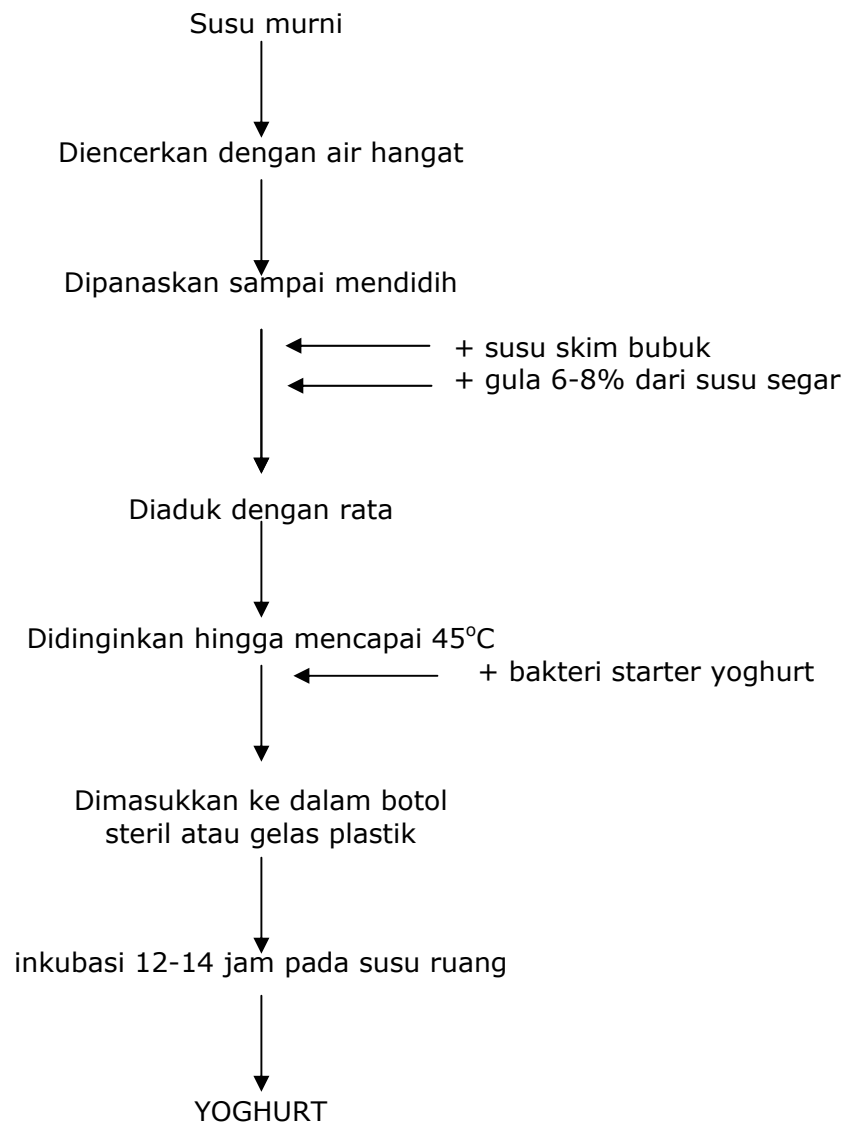 Susu murni
Diencerkan dengan air hangat
Dipanaskan sampai mendidih
+ susu skim bubuk
+ gula 6-8% dari susu segar
Diaduk dengan rata
Didinginkan hingga mencapai 45°C
+ bakteri starter yoghurt
Dimasukkan ke dalam botol
steril atau gelas plastik
inkubasi 12-14 jam pada susu ruang
YOGHURT